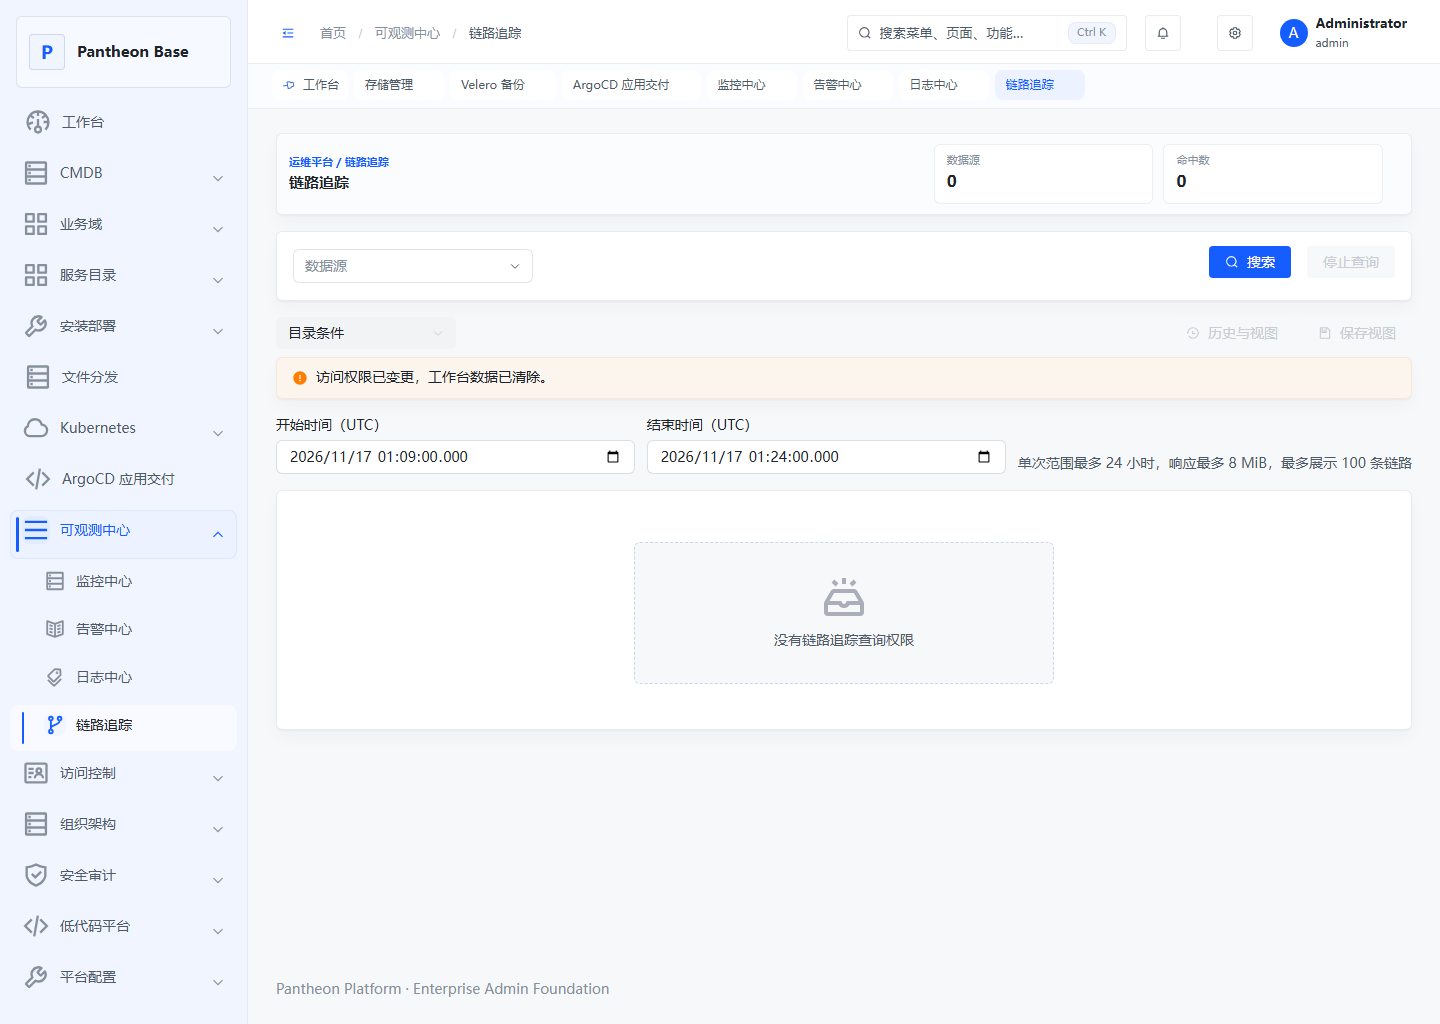 P Pantheon Base
工作台
CMDB
业务域
服务目录
安装部署
文件分发
Kubernetes
ArgoCD 应用交付
可观测中心
监控中心
告警中心
日志中心
链路追踪
访问控制
组织架构
安全审计
低代码平台
平台配置
首页 / 可观测中心 / 链路追踪
搜索菜单、页面、功能... Ctrl K
A Administrator
admin
工作台 存储管理 Velero 备份 ArgoCD 应用交付 监控中心 告警中心 日志中心 链路追踪
运维平台 / 链路追踪
链路追踪
数据源
0
命中数
0
数据源
搜索 停止查询
目录条件
历史与视图 保存视图
访问权限已变更，工作台数据已清除。
开始时间（UTC）
2026/11/17 01:09:00.000
结束时间（UTC）
2026/11/17 01:24:00.000
单次范围最多 24 小时，响应最多 8 MiB，最多展示 100 条链路
没有链路追踪查询权限
Pantheon Platform · Enterprise Admin Foundation